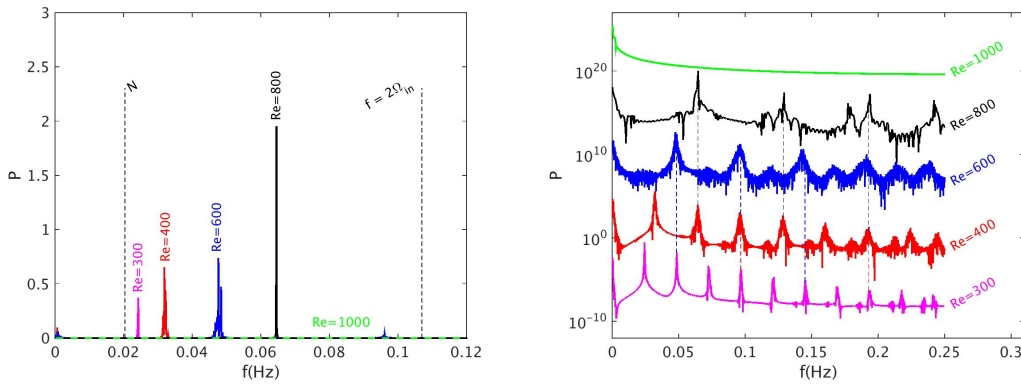 3
2.5
2
1.5
1
0.5
0
P
N
f = 2Ω_in
Re=300
Re=400
Re=600
Re=800
Re=1000
0
0.02
0.04
0.06
0.08
0.1
0.12
f(Hz)
10^20
10^10
10^0
10^-10
P
Re=1000
Re=800
Re=600
Re=400
Re=300
0
0.05
0.1
0.15
0.2
0.25
0.3
f(Hz)